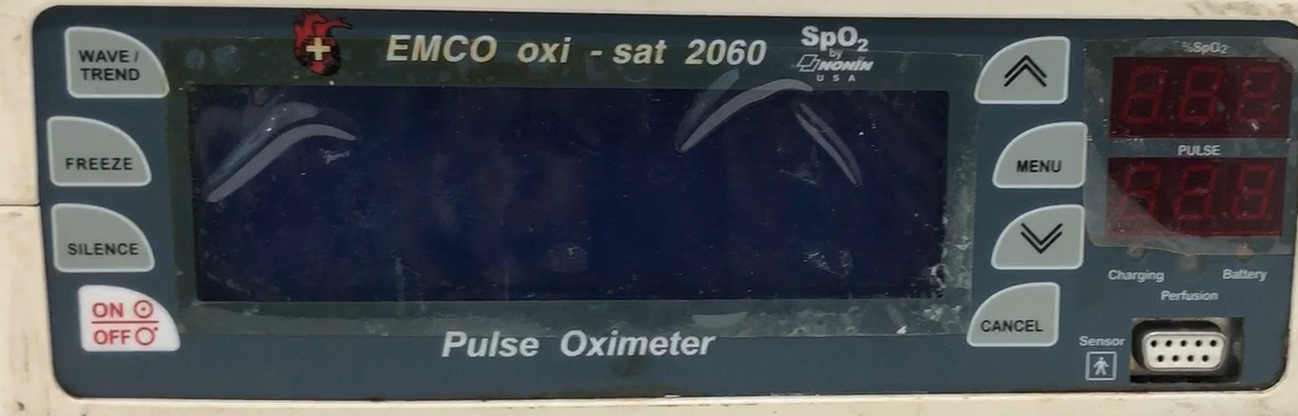 WAVE /
TREND
FREEZE
SILENCE
ON
OFF
EMCO oxi - sat 2060
SpO2
by
NONIN
USA
Pulse Oximeter
MENU
CANCEL
%SpO2
PULSE
Charging
Battery
Perfusion
Sensor